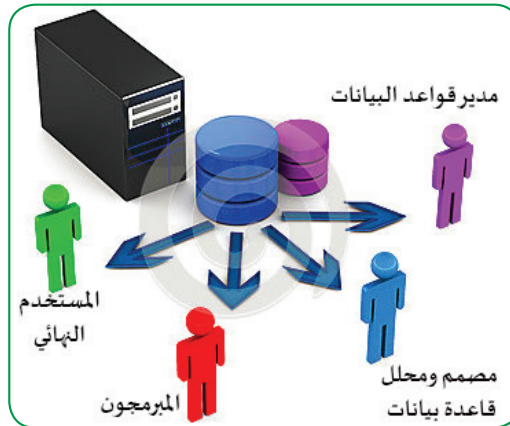 مدير قواعد البيانات
المستخدم
النهائي
المبرمجون
مصمم ومحلل
قاعدة بيانات